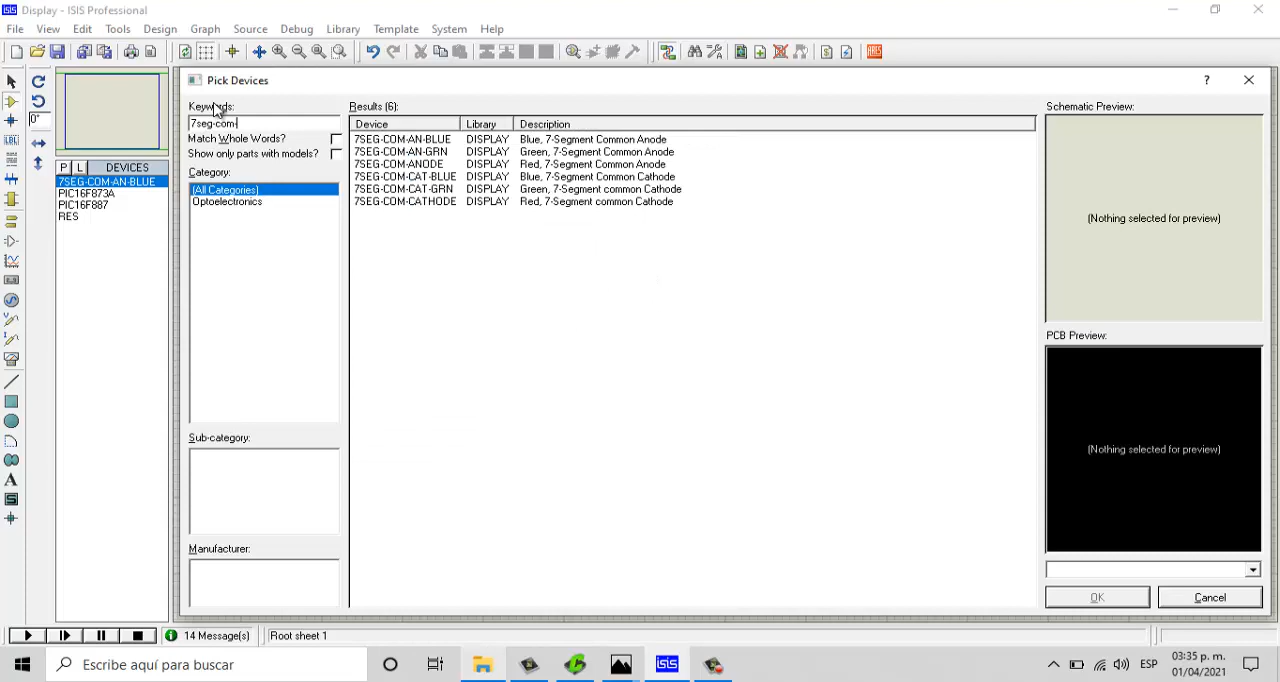 Display - ISIS Professional
File View Edit Tools Design Graph Source Debug Library Template System Help
Pick Devices
?
Keywords:
Results (6):
Schematic Preview:
7seg-com-
Device Library Description
Match Whole Words?
Show only parts with models?
Category:
(All Categories)
Optoelectronics
7SEG-COM-AN-BLUE DISPLAY Blue, 7-Segment Common Anode
7SEG-COM-AN-GRN DISPLAY Green, 7-Segment Common Anode
7SEG-COM-ANODE DISPLAY Red, 7-Segment Common Anode
7SEG-COM-CAT-BLUE DISPLAY Blue, 7-Segment Common Cathode
7SEG-COM-CAT-GRN DISPLAY Green, 7-Segment common Cathode
7SEG-COM-CATHODE DISPLAY Red, 7-Segment common Cathode
0°
P L DEVICES
7SEG-COM-AN-BLUE
PIC16F873A
PIC16F887
RES
(Nothing selected for preview)
PCB Preview:
(Nothing selected for preview)
Sub-category:
Manufacturer:
OK Cancel
14 Message(s) Root sheet 1
Escribe aquí para buscar
ESP
03:35 p. m.
01/04/2021